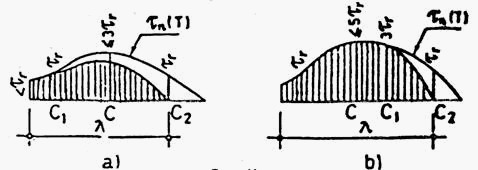 <τr τr ≤3τr τn(T) τr
C₁ C C₂
λ
a)
τr ≤5τr 3τr τn(T) τr
C C₁ C₂
λ
b)